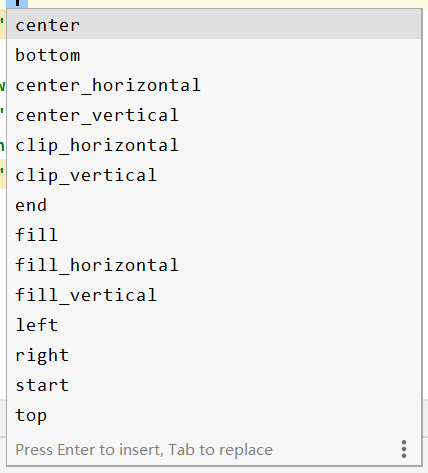 center
bottom
center_horizontal
center_vertical
clip_horizontal
clip_vertical
end
fill
fill_horizontal
fill_vertical
left
right
start
top
Press Enter to insert, Tab to replace